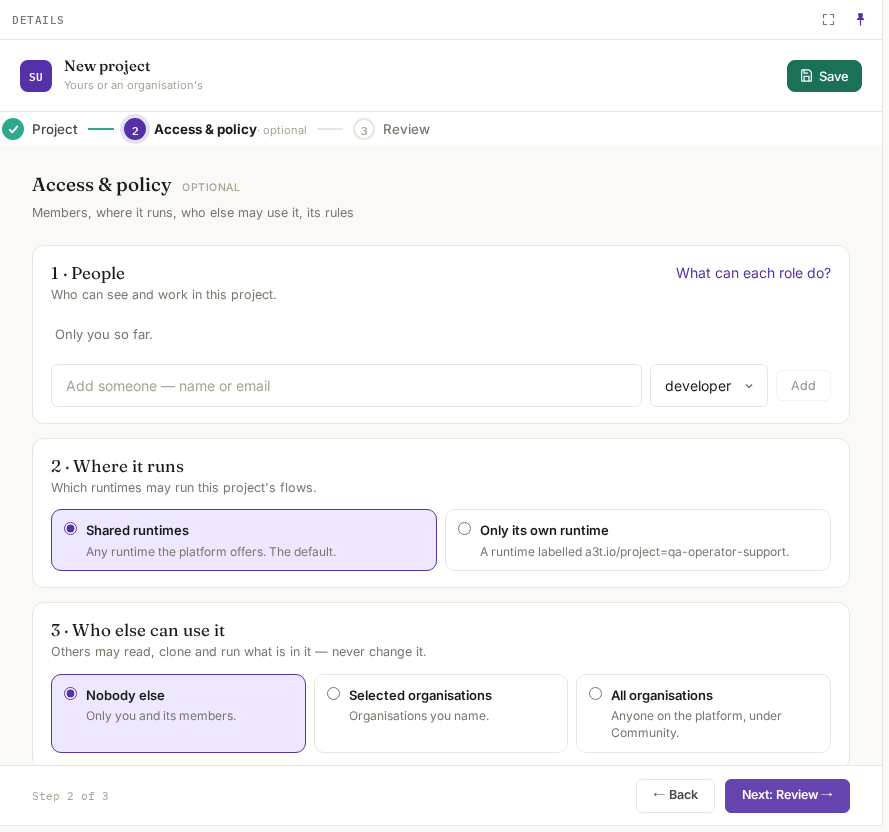 DETAILS
SU
New project
Yours or an organisation's
Save
Project
2
Access & policy · optional
3
Review
Access & policy OPTIONAL
Members, where it runs, who else may use it, its rules
1 · People
What can each role do?
Who can see and work in this project.
Only you so far.
Add someone — name or email
developer
Add
2 · Where it runs
Which runtimes may run this project's flows.
Shared runtimes
Any runtime the platform offers. The default.
Only its own runtime
A runtime labelled a3t.io/project=qa-operator-support.
3 · Who else can use it
Others may read, clone and run what is in it — never change it.
Nobody else
Only you and its members.
Selected organisations
Organisations you name.
All organisations
Anyone on the platform, under
Community.
Step 2 of 3
← Back
Next: Review →